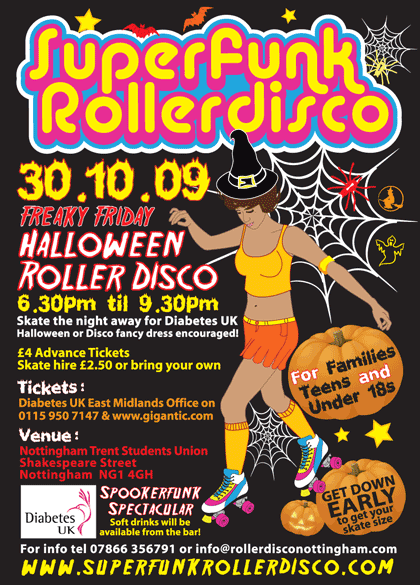 SuperFunk
Rollerdisco
30.10.09
FREAKY FRIDAY
HALLOWEEN
ROLLER DISCO
6.30pm til 9.30pm
Skate the night away for Diabetes UK
Halloween or Disco fancy dress encouraged!
£4 Advance Tickets
Skate hire £2.50 or bring your own
Tickets:
Diabetes UK East Midlands Office on
0115 950 7147 & www.gigantic.com
Venue:
Nottingham Trent Students Union
Shakespeare Street
Nottingham NG1 4GH
For Families
Teens and
Under 18s
Diabetes
UK
SPOOKERFUNK
SPECTACULAR
Soft drinks will be
available from the bar!
GET DOWN
EARLY
to get your
skate size
For info tel 07866 356791 or info@rollerdisconottingham.com
WWW.SUPERFUNKROLLERDISCO.COM